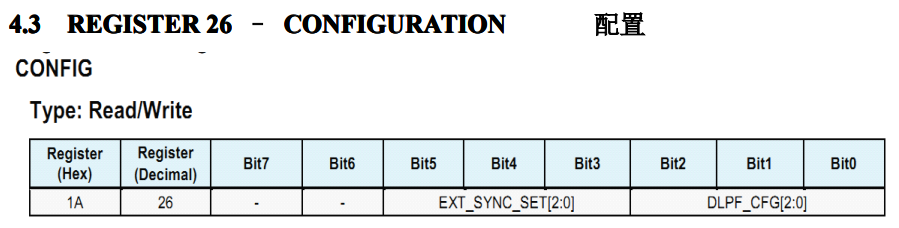 4.3 REGISTER 26 – CONFIGURATION 配置
CONFIG
Type: Read/Write
Register (Hex) Register (Decimal) Bit7 Bit6 Bit5 Bit4 Bit3 Bit2 Bit1 Bit0
1A 26 - - EXT_SYNC_SET[2:0] DLPF_CFG[2:0]